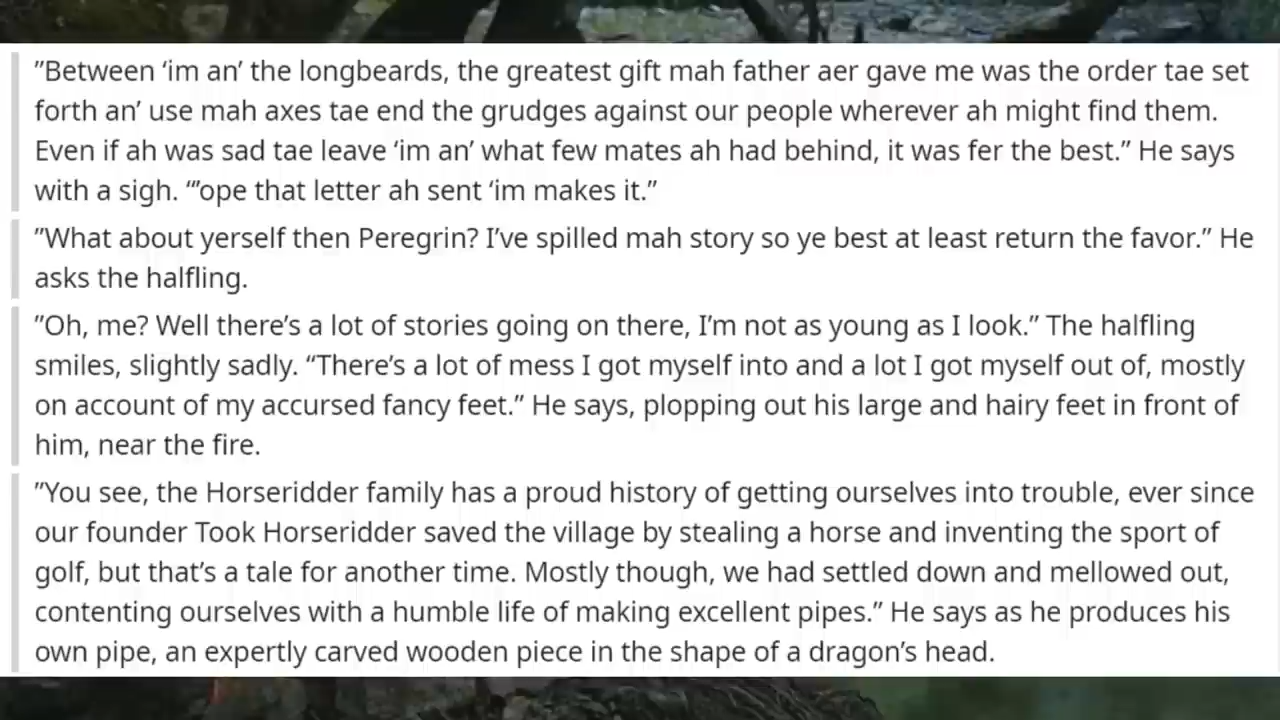 ”Between ‘im an’ the longbeards, the greatest gift mah father aer gave me was the order tae set
forth an’ use mah axes tae end the grudges against our people wherever ah might find them.
Even if ah was sad tae leave ‘im an’ what few mates ah had behind, it was fer the best.” He says
with a sigh. “’ope that letter ah sent ‘im makes it.”
”What about yerself then Peregrin? I’ve spilled mah story so ye best at least return the favor.” He
asks the halfling.
”Oh, me? Well there’s a lot of stories going on there, I’m not as young as I look.” The halfling
smiles, slightly sadly. “There’s a lot of mess I got myself into and a lot I got myself out of, mostly
on account of my accursed fancy feet.” He says, plopping out his large and hairy feet in front of
him, near the fire.
”You see, the Horseridder family has a proud history of getting ourselves into trouble, ever since
our founder Took Horseridder saved the village by stealing a horse and inventing the sport of
golf, but that’s a tale for another time. Mostly though, we had settled down and mellowed out,
contenting ourselves with a humble life of making excellent pipes.” He says as he produces his
own pipe, an expertly carved wooden piece in the shape of a dragon’s head.